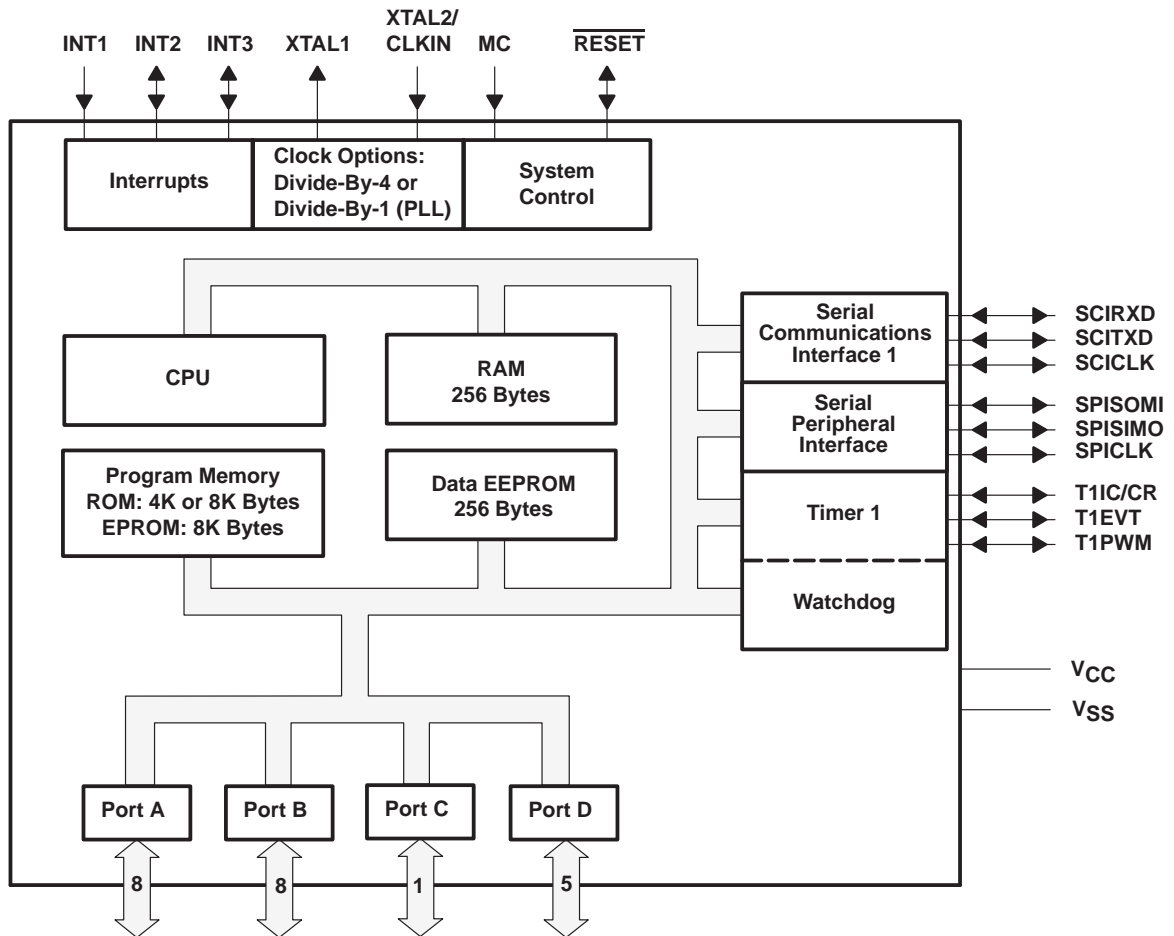 INT1 INT2 INT3 XTAL1 XTAL2/ CLKIN MC RESET
Interrupts
Clock Options:
Divide-By-4 or
Divide-By-1 (PLL)
System
Control
CPU
RAM
256 Bytes
Serial
Communications
Interface 1
SCIRXD
SCITXD
SCICLK
Serial
Peripheral
Interface
SPISOMI
SPISIMO
SPICLK
Program Memory
ROM: 4K or 8K Bytes
EPROM: 8K Bytes
Data EEPROM
256 Bytes
Timer 1
T1IC/CR
T1EVT
T1PWM
Watchdog
VCC
VSS
Port A
Port B
Port C
Port D
8
8
1
5